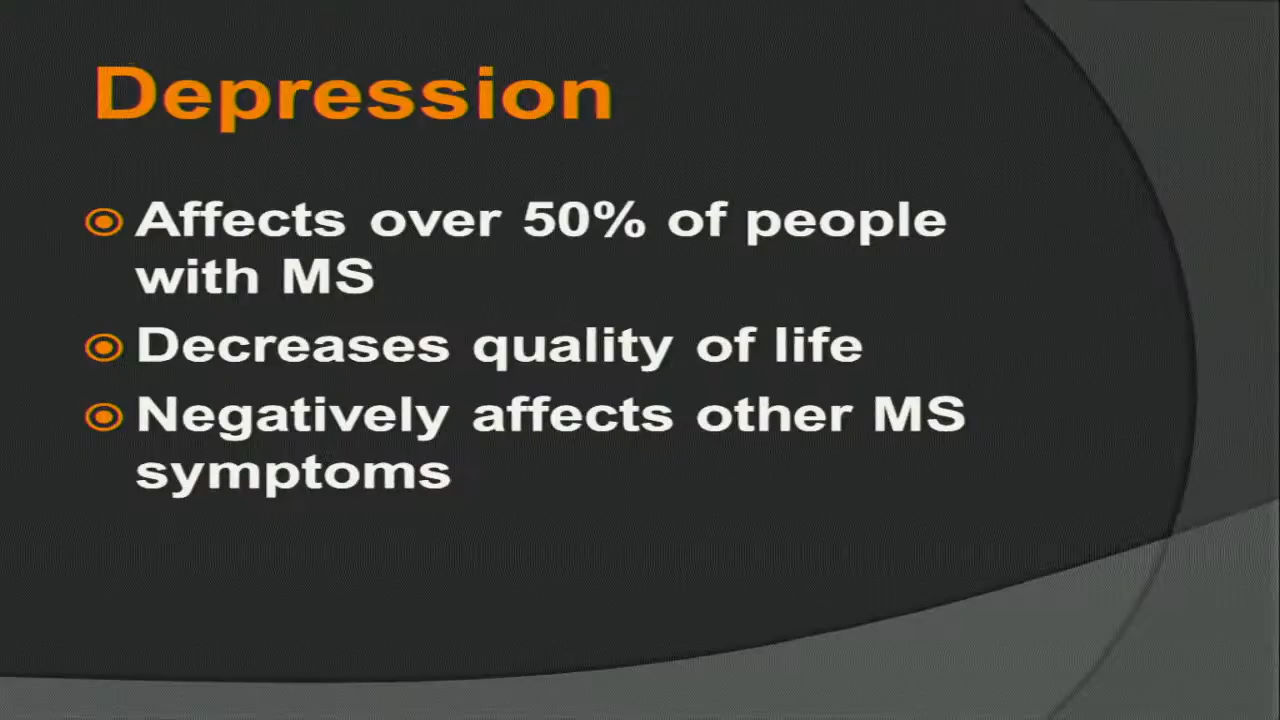 Depression
Affects over 50% of people
with MS
Decreases quality of life
Negatively affects other MS
symptoms